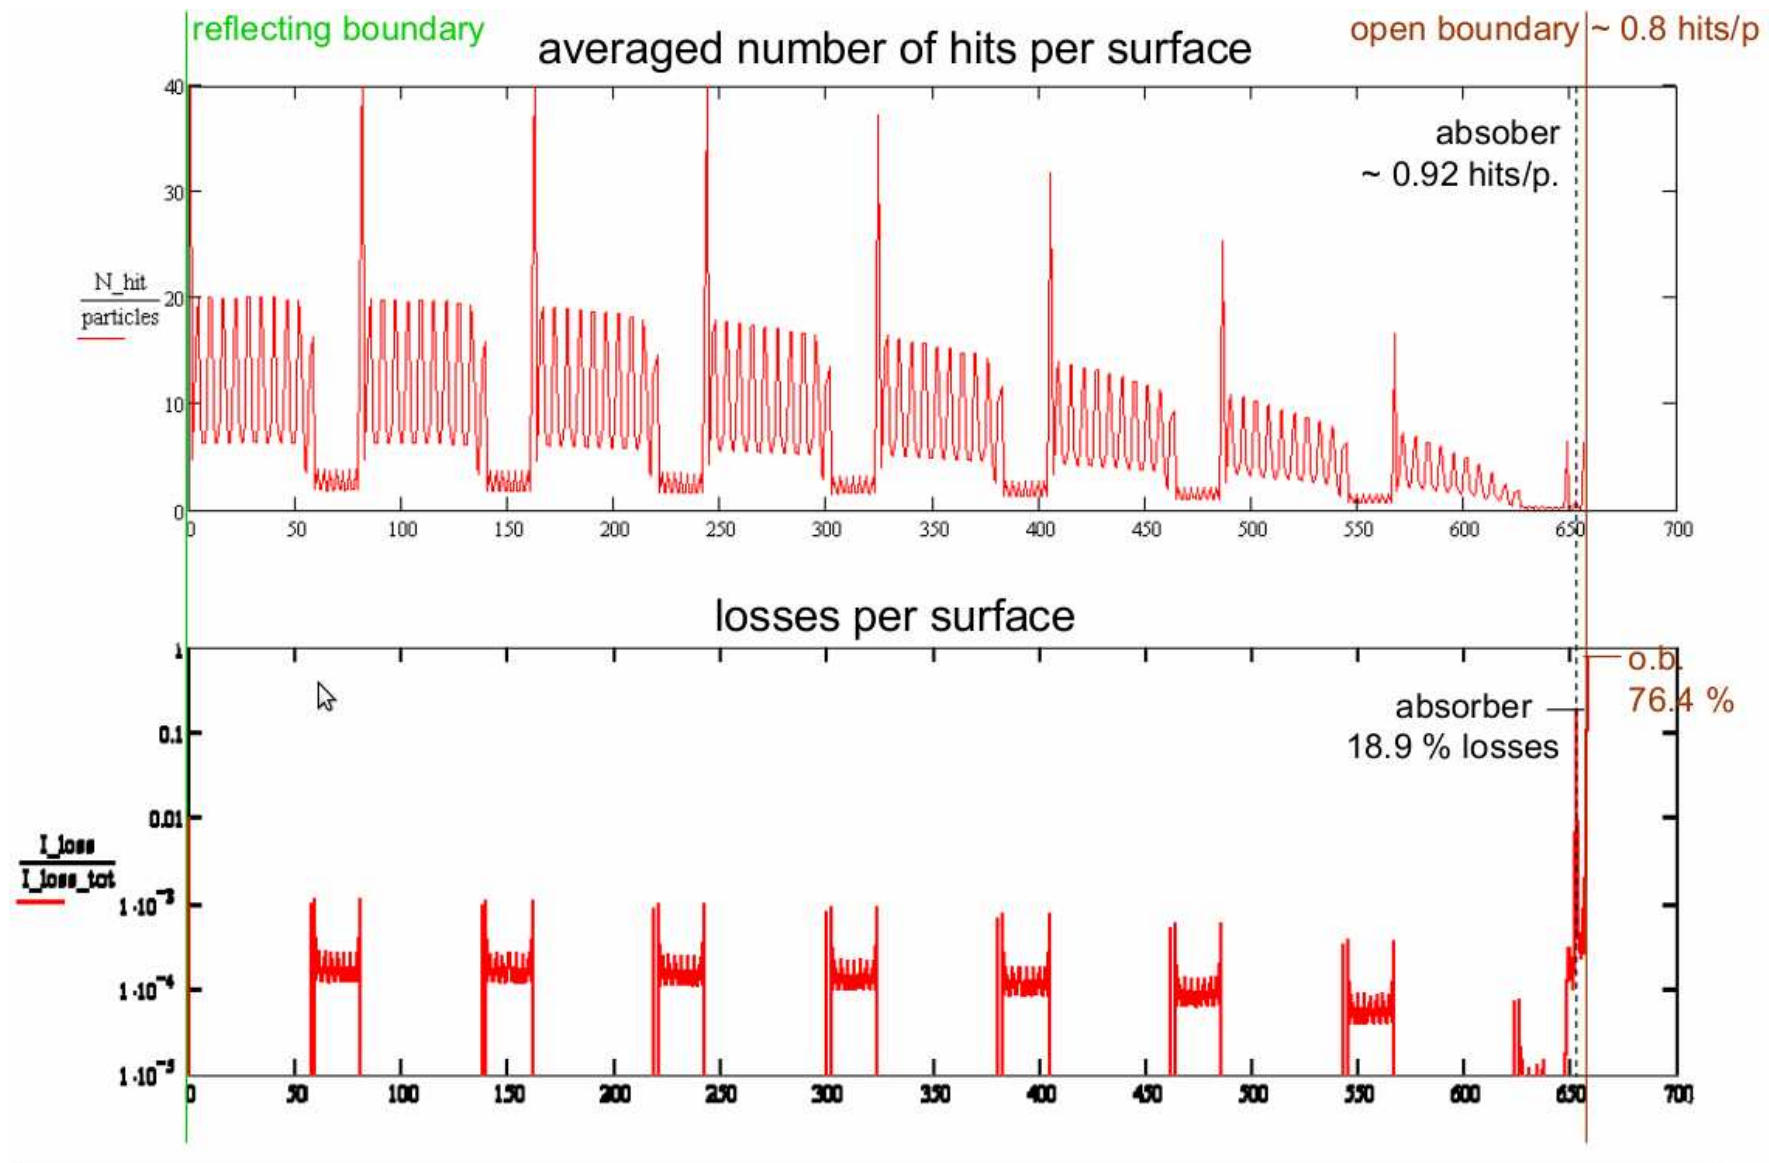 reflecting boundary
averaged number of hits per surface
open boundary ~ 0.8 hits/p
40
absober
~ 0.92 hits/p.
30
N_hit
particles
20
10
0
0 50 100 150 200 250 300 350 400 450 500 550 600 650 700
losses per surface
1
o.b.
76.4 %
absorber
18.9 % losses
0.1
0.01
I_loss
I_loss_tot
1·10⁻³
1·10⁻⁴
1·10⁻⁵
0 50 100 150 200 250 300 350 400 450 500 550 600 650 700